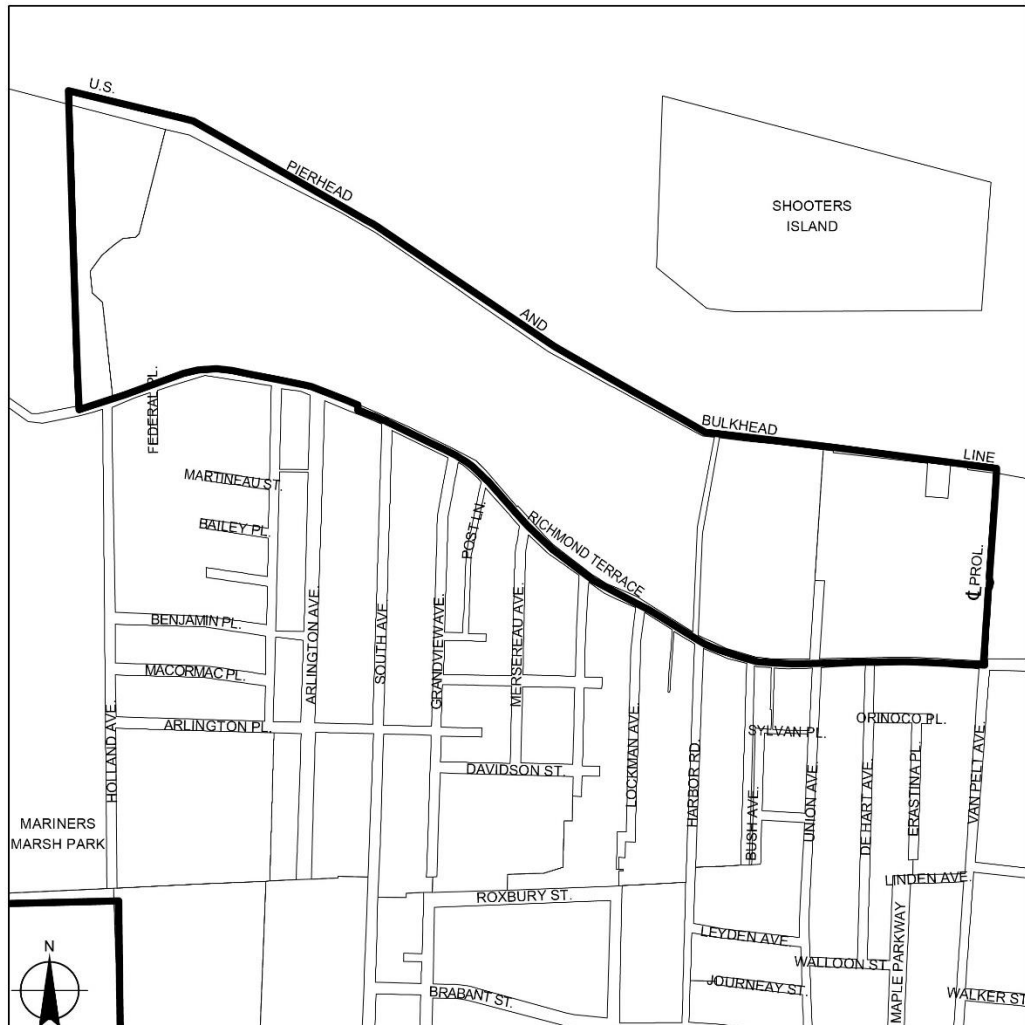 U.S.
PIERHEAD
AND
BULKHEAD
LINE
SHOOTERS
ISLAND
℄ PROL.
FEDERAL PL.
MARTINEAU ST.
BAILEY PL.
POST LN.
RICHMOND TERRACE
BENJAMIN PL.
MACORMAC PL.
ARLINGTON PL.
HOLLAND AVE.
ARLINGTON AVE.
SOUTH AVE.
GRANDVIEW AVE.
MERSEREAU AVE.
LOCKMAN AVE.
HARBOR RD.
BUSH AVE.
UNION AVE.
DE HART AVE.
ERASTINA PL.
VAN PELT AVE.
ORINOCO PL.
SYLVAN PL.
DAVIDSON ST.
MARINERS
MARSH PARK
LINDEN AVE.
ROXBURY ST.
LEYDEN AVE.
WALLOON ST.
MAPLE PARKWAY
JOURNEAY ST.
WALKER ST.
BRABANT ST.
N